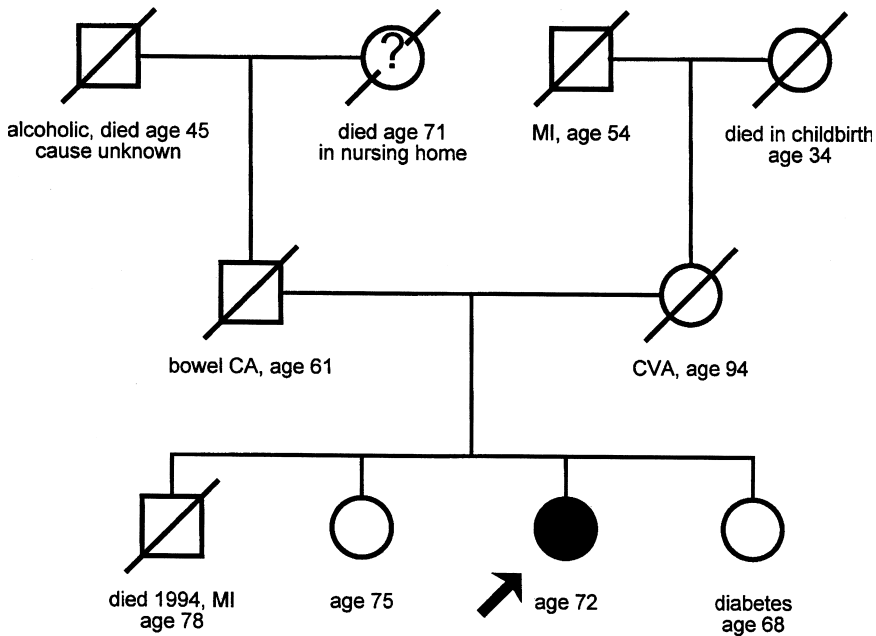 ?
alcoholic, died age 45
cause unknown
died age 71
in nursing home
MI, age 54
died in childbirth
age 34
bowel CA, age 61
CVA, age 94
died 1994, MI
age 78
age 75
age 72
diabetes
age 68